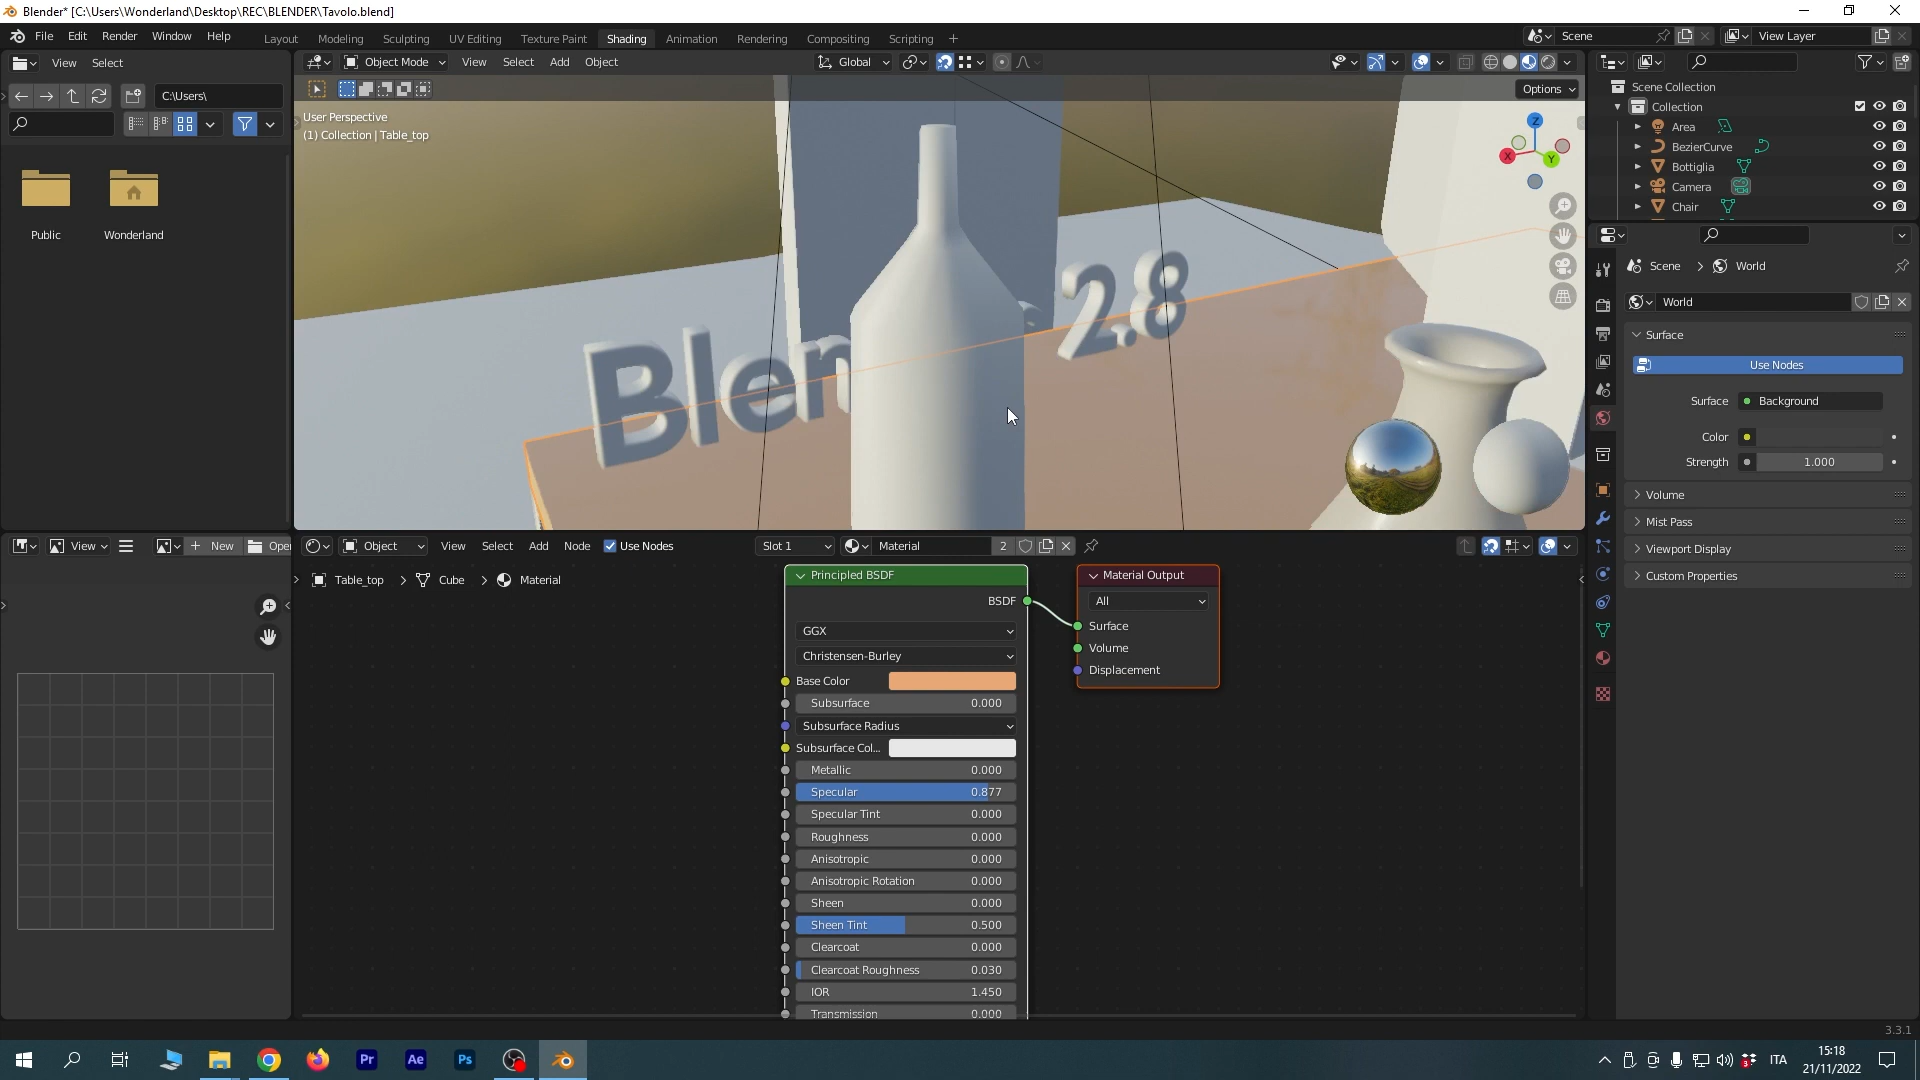 Blender* [C:\Users\Wonderland\Desktop\REC\BLENDER\Tavolo.blend]
File Edit Render Window Help
Layout Modeling Sculpting UV Editing Texture Paint Shading Animation Rendering Compositing Scripting
Scene
View Layer
View Select
Object Mode View Select Add Object
Global
C:\Users\
Options
User Perspective
(1) Collection | Table_top
Public
Wonderland
Z
X
Y
Blen 2.8
Scene Collection
Collection
Area
BezierCurve
Bottiglia
Camera
Chair
Scene > World
World
Surface
Use Nodes
Surface Background
Color
Strength 1.000
Volume
Mist Pass
Viewport Display
Custom Properties
View
New
Open
Object View Select Add Node Use Nodes
Slot 1
Material 2
Table_top > Cube > Material
Principled BSDF
BSDF
GGX
Christensen-Burley
Base Color
Subsurface 0.000
Subsurface Radius
Subsurface Col...
Metallic 0.000
Specular 0.877
Specular Tint 0.000
Roughness 0.000
Anisotropic 0.000
Anisotropic Rotation 0.000
Sheen 0.000
Sheen Tint 0.500
Clearcoat 0.000
Clearcoat Roughness 0.030
IOR 1.450
Transmission 0.000
Material Output
All
Surface
Volume
Displacement
3.3.1
Pr Ae Ps
ITA
15:18
21/11/2022